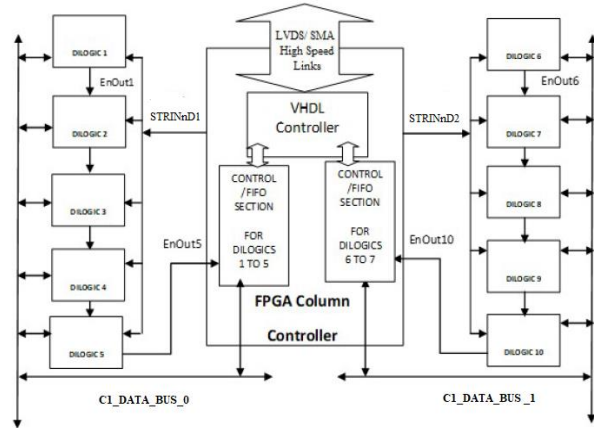 DILOGIC 1
EnOut1
DILOGIC 2
DILOGIC 3
DILOGIC 4
DILOGIC 5
STRINnD1
EnOut5
C1_DATA_BUS_0
LVDS/ SMA
High Speed
Links
VHDL
Controller
CONTROL
/FIFO
SECTION
FOR
DILOGICS
1 TO 5
CONTROL
/FIFO
SECTION
FOR
DILOGICS
6 TO 7
FPGA Column
Controller
STRINnD2
EnOut10
DILOGIC 6
EnOut6
DILOGIC 7
DILOGIC 8
DILOGIC 9
DILOGIC 10
C1_DATA_BUS _1